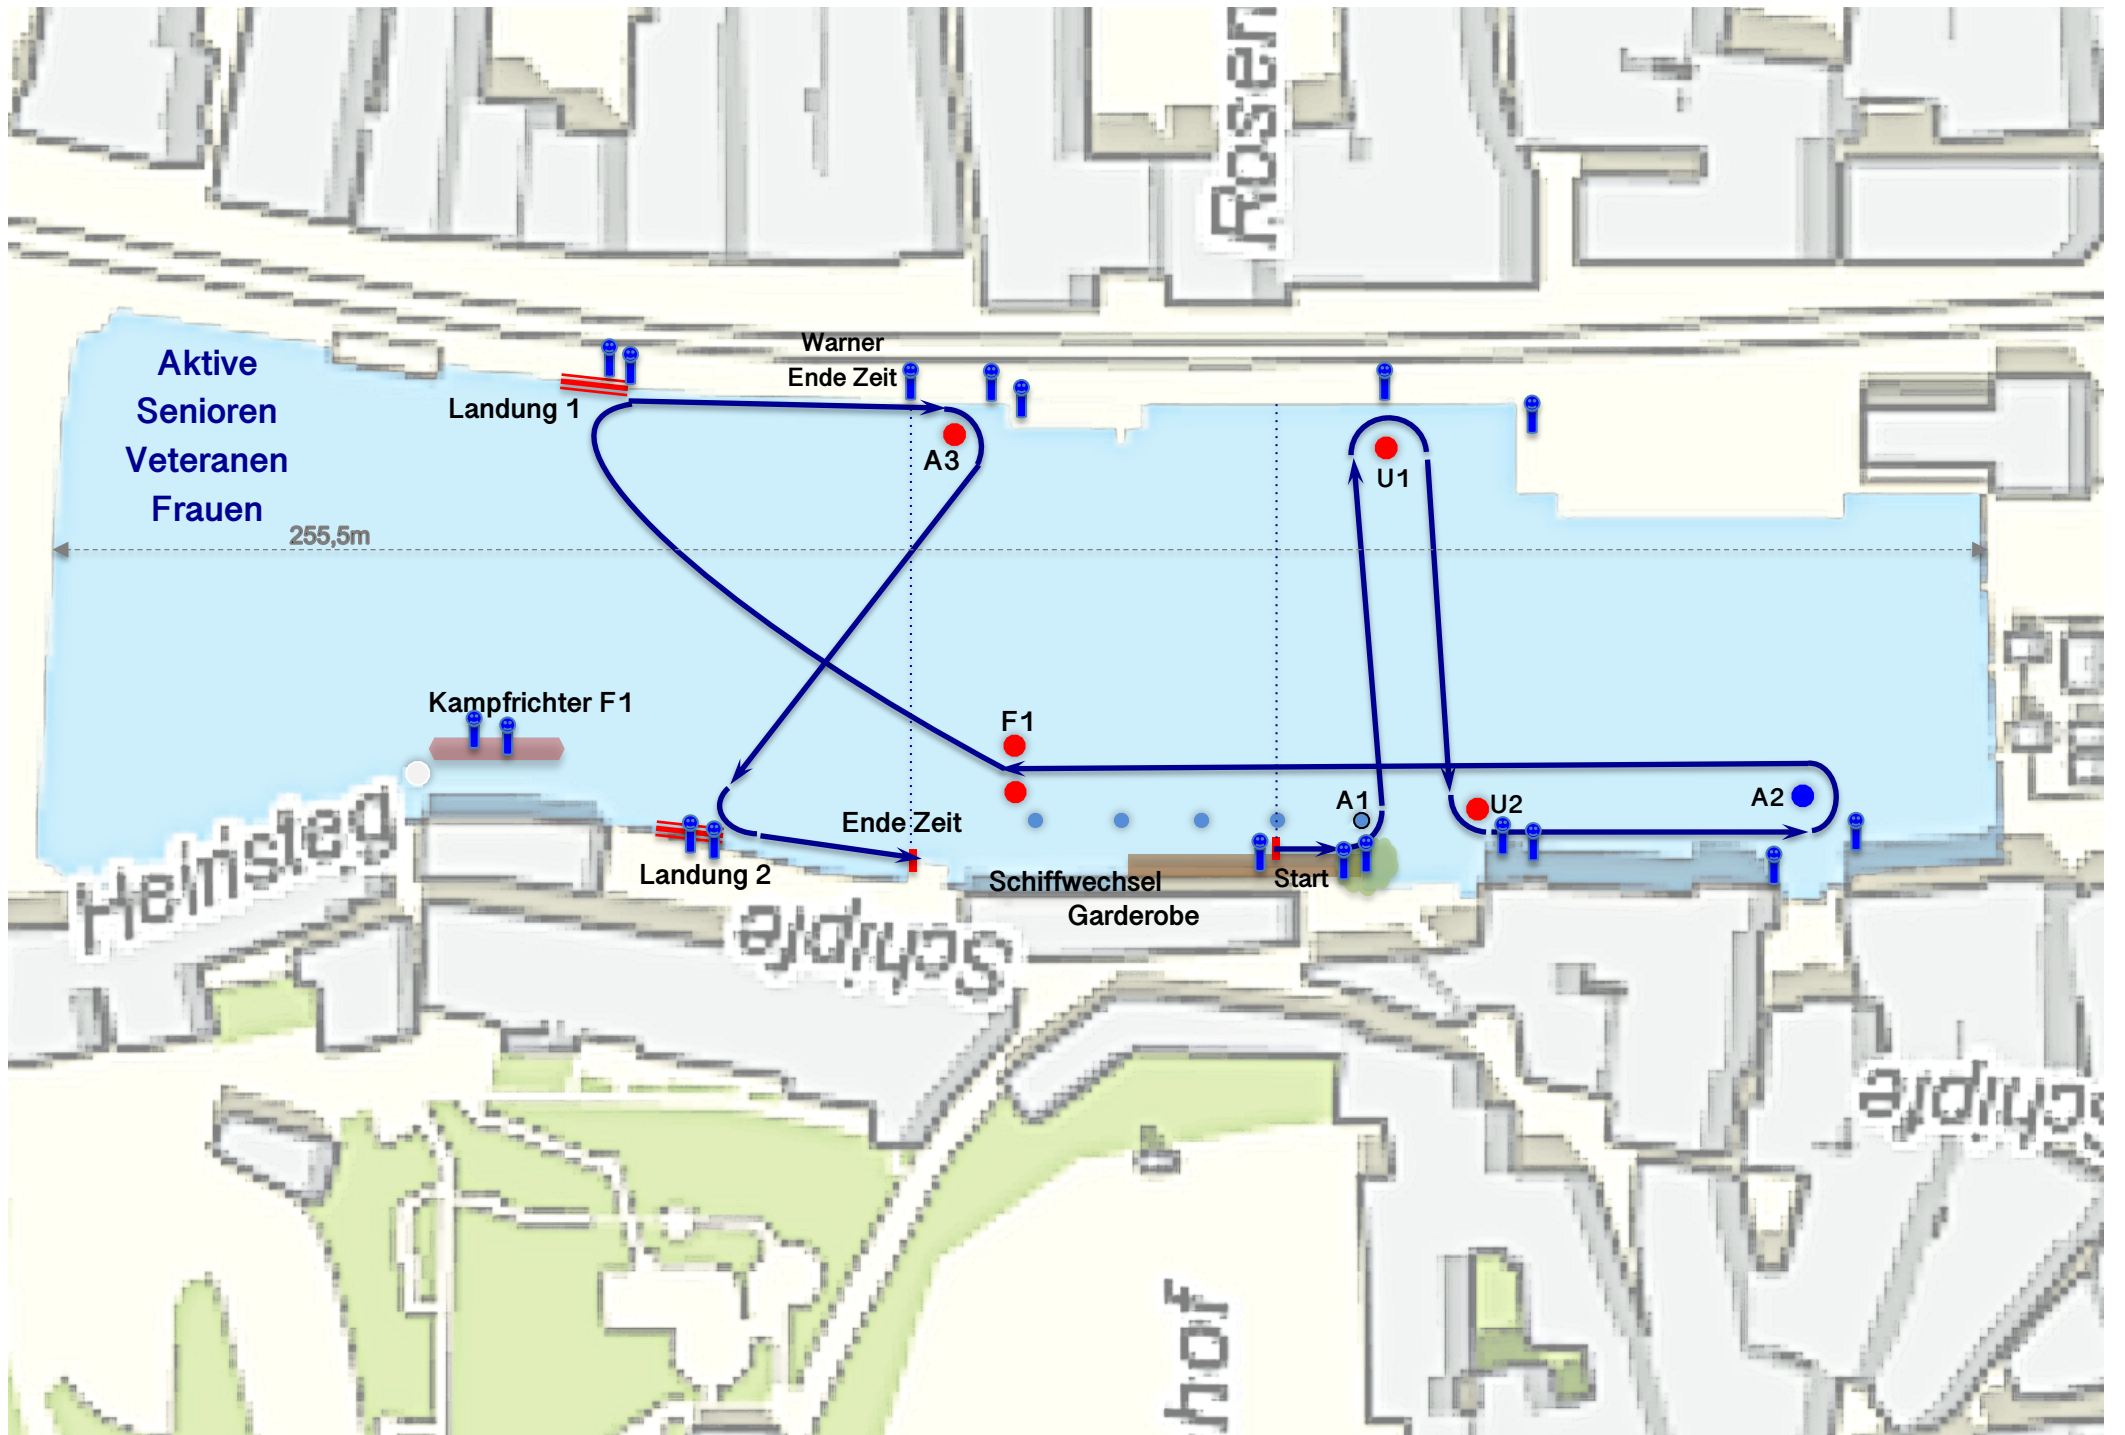 Rosen
Warner
Ende Zeit
Aktive
Senioren
Veteranen
Frauen
Landung 1
A3
U1
255,5m
Kampfrichter F1
F1
A1
U2
A2
Ende Zeit
Landung 2
Start
Schiffwechsel
Garderobe
Heinsteg
Schipfe
Schipfe
hof